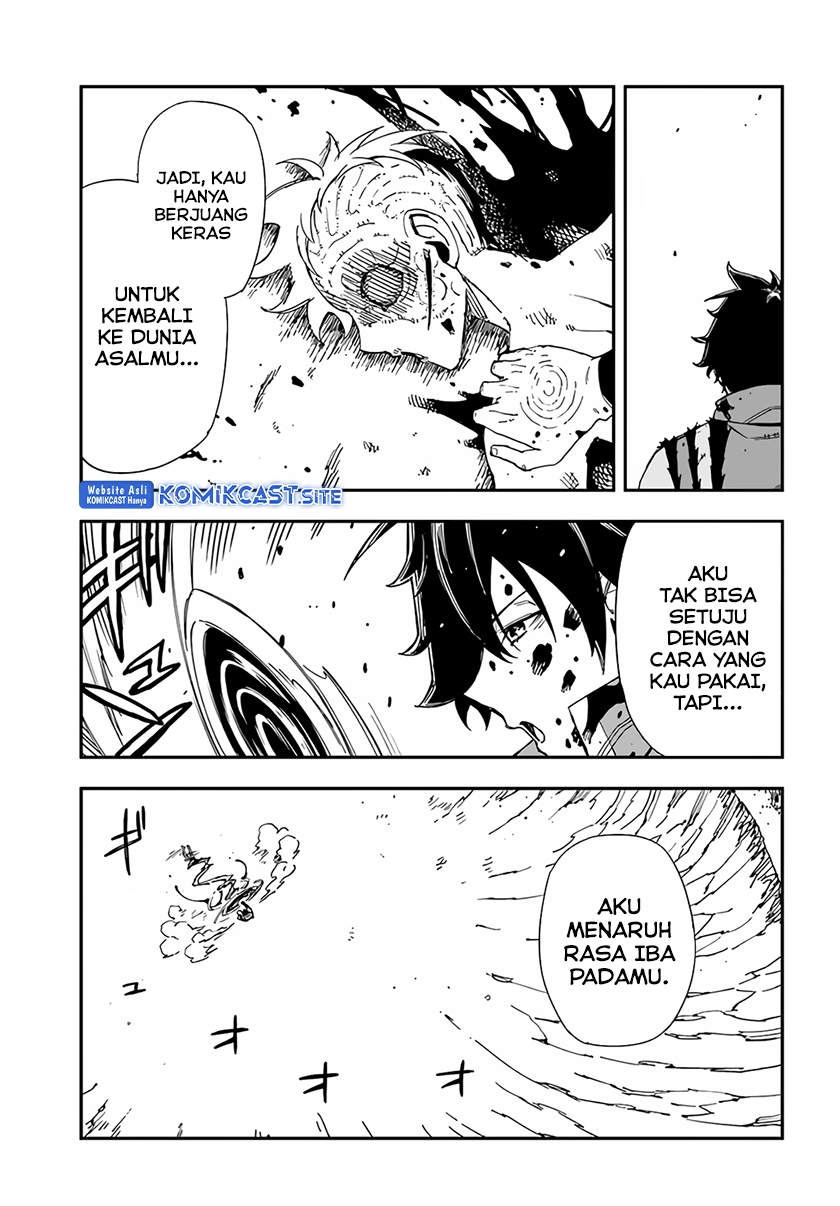 JADI, KAU
HANYA
BERJUANG
KERAS
UNTUK
KEMBALI
KE DUNIA
ASALMU...
Website Asli
KOMIKCAST Hanya
KOMIKCAST.SITE
AKU
TAK BISA
SETUJU
DENGAN
CARA YANG
KAU PAKAI,
TAPI...
AKU
MENARUH
RASA IBA
PADAMU.
ギ
ュ
オ
オ
オ